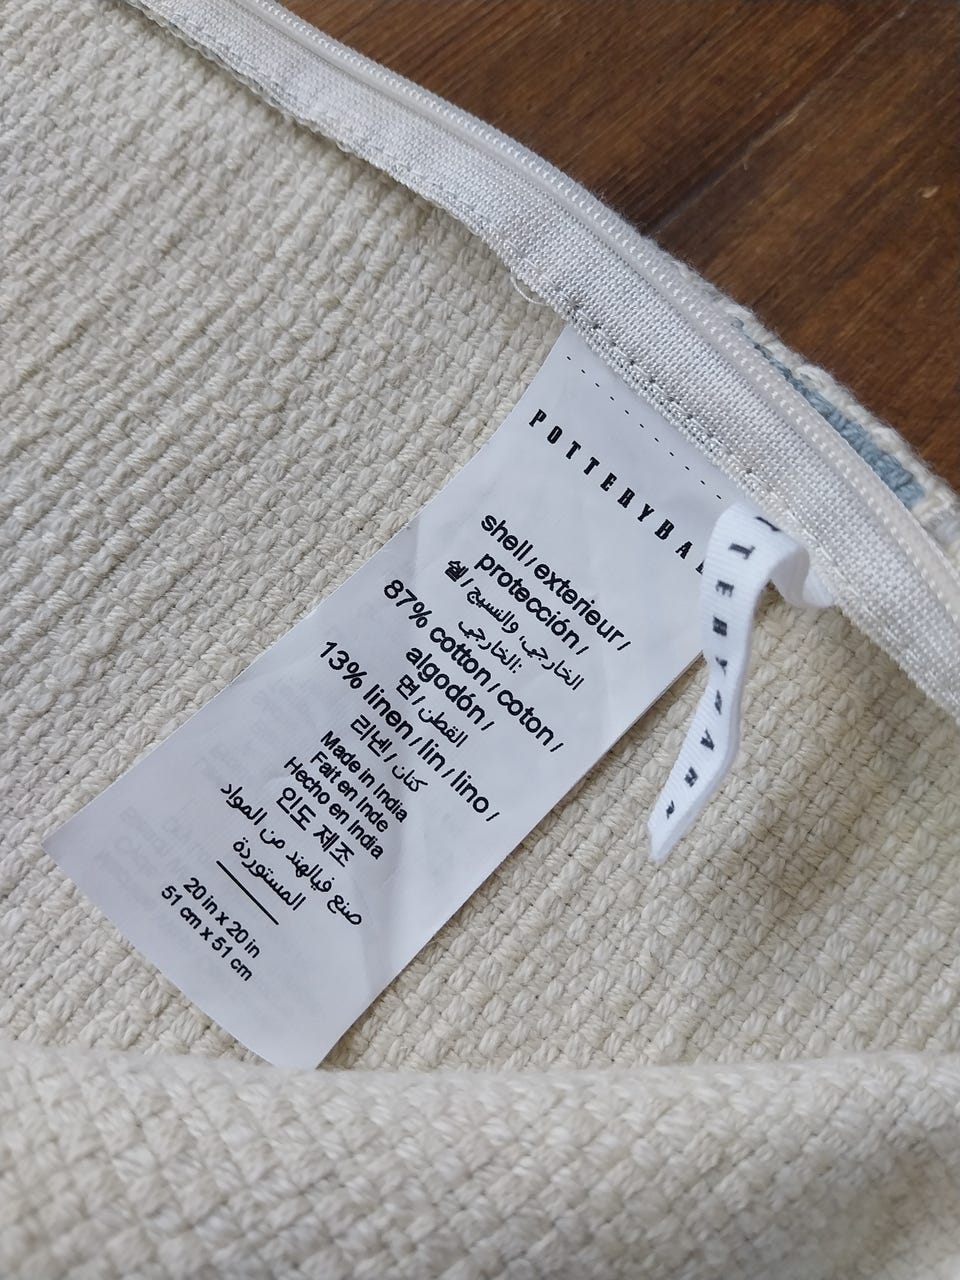 POTTERYBA
shell / exterieur /
protección /
쉘 / الخارجي، والنسيج
الخارجي:
87% cotton / coton /
algodón /
면 / القطن
13% linen / lin / lino /
리넨 / كتان
Made in India
Fait en Inde
Hecho en India
인도 제조
صنع فيالهند من المواد
المستوردة
20 in x 20 in
51 cm x 51 cm
TERYBAR